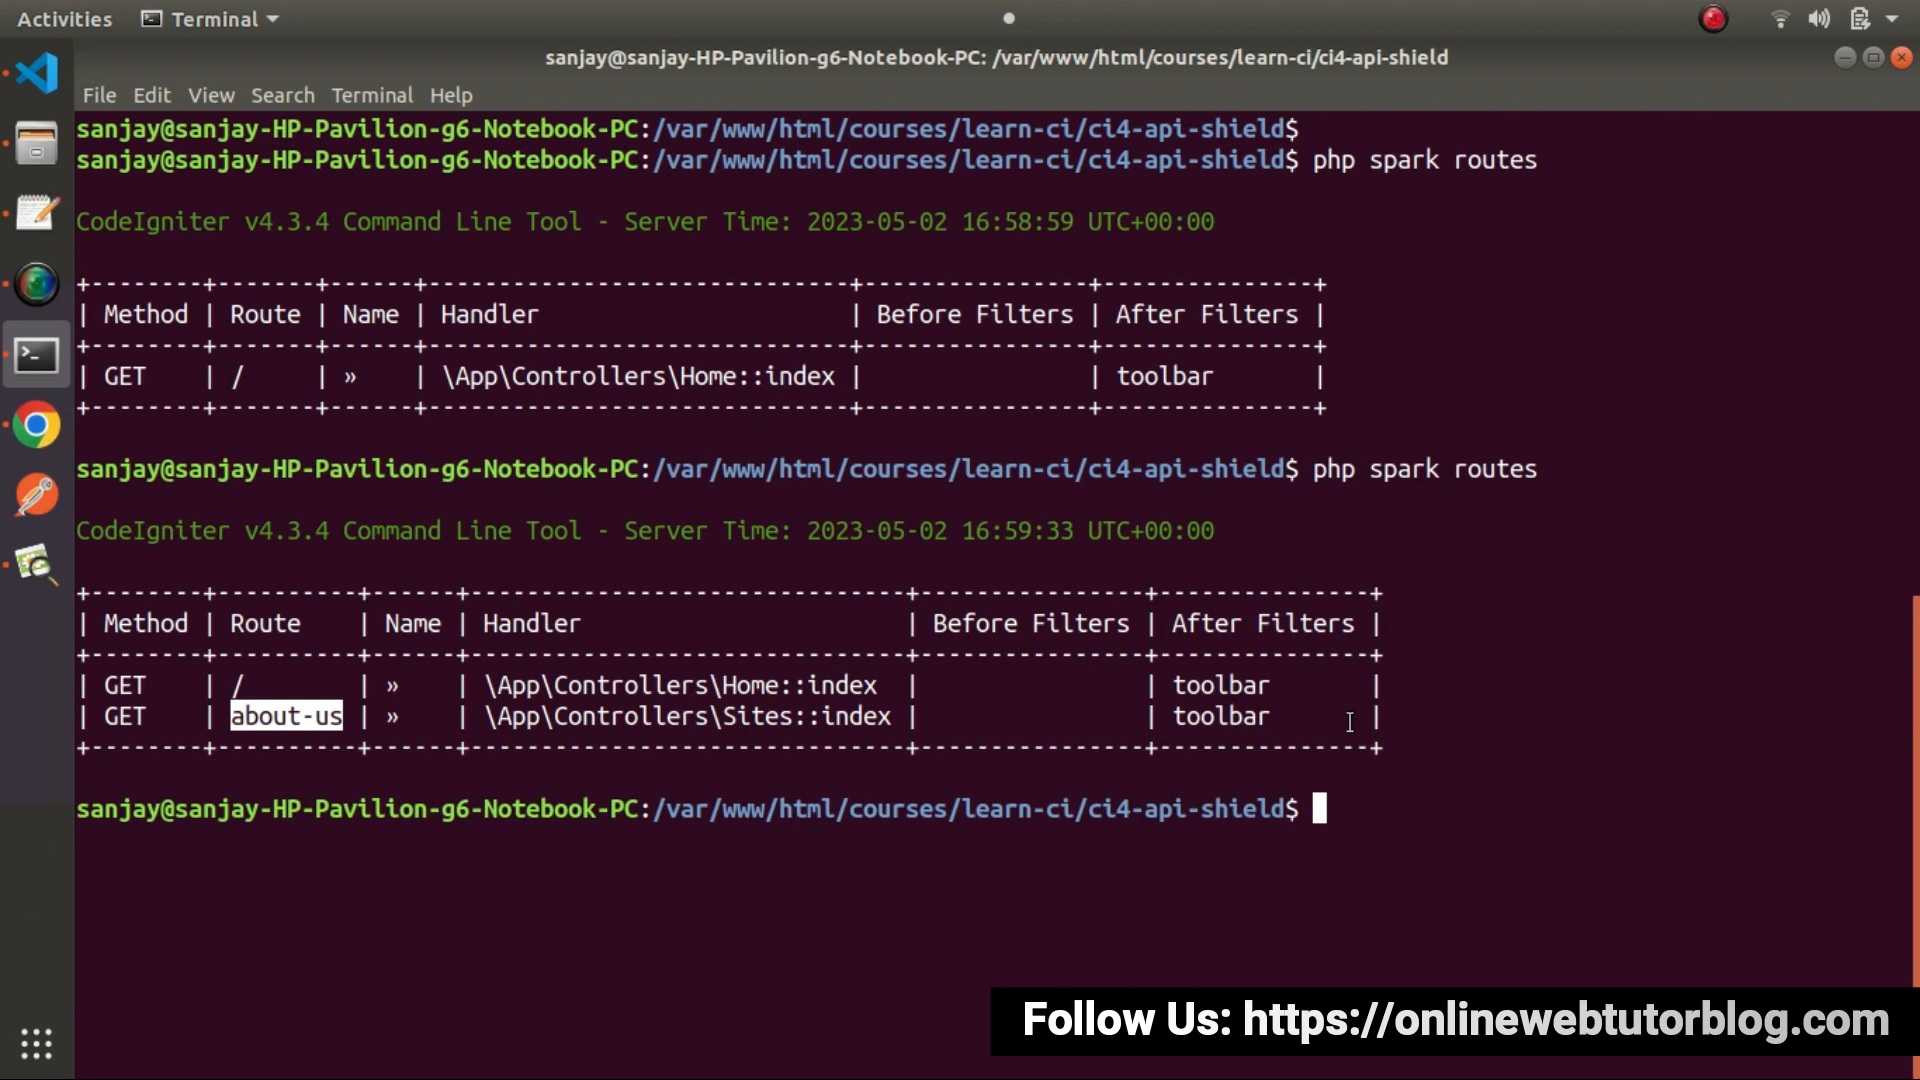 Activities Terminal
sanjay@sanjay-HP-Pavilion-g6-Notebook-PC: /var/www/html/courses/learn-ci/ci4-api-shield
File Edit View Search Terminal Help
sanjay@sanjay-HP-Pavilion-g6-Notebook-PC:/var/www/html/courses/learn-ci/ci4-api-shield$
sanjay@sanjay-HP-Pavilion-g6-Notebook-PC:/var/www/html/courses/learn-ci/ci4-api-shield$ php spark routes
CodeIgniter v4.3.4 Command Line Tool - Server Time: 2023-05-02 16:58:59 UTC+00:00
+--------+-------+------+------------------------------+----------------+---------------+
| Method | Route | Name | Handler                      | Before Filters | After Filters |
+--------+-------+------+------------------------------+----------------+---------------+
| GET    | /     | »    | \App\Controllers\Home::index |                | toolbar       |
+--------+-------+------+------------------------------+----------------+---------------+
sanjay@sanjay-HP-Pavilion-g6-Notebook-PC:/var/www/html/courses/learn-ci/ci4-api-shield$ php spark routes
CodeIgniter v4.3.4 Command Line Tool - Server Time: 2023-05-02 16:59:33 UTC+00:00
+--------+----------+------+-------------------------------+----------------+---------------+
| Method | Route    | Name | Handler                       | Before Filters | After Filters |
+--------+----------+------+-------------------------------+----------------+---------------+
| GET    | /        | »    | \App\Controllers\Home::index  |                | toolbar       |
| GET    | about-us | »    | \App\Controllers\Sites::index |                | toolbar       |
+--------+----------+------+-------------------------------+----------------+---------------+
sanjay@sanjay-HP-Pavilion-g6-Notebook-PC:/var/www/html/courses/learn-ci/ci4-api-shield$
Follow Us: https://onlinewebtutorblog.com